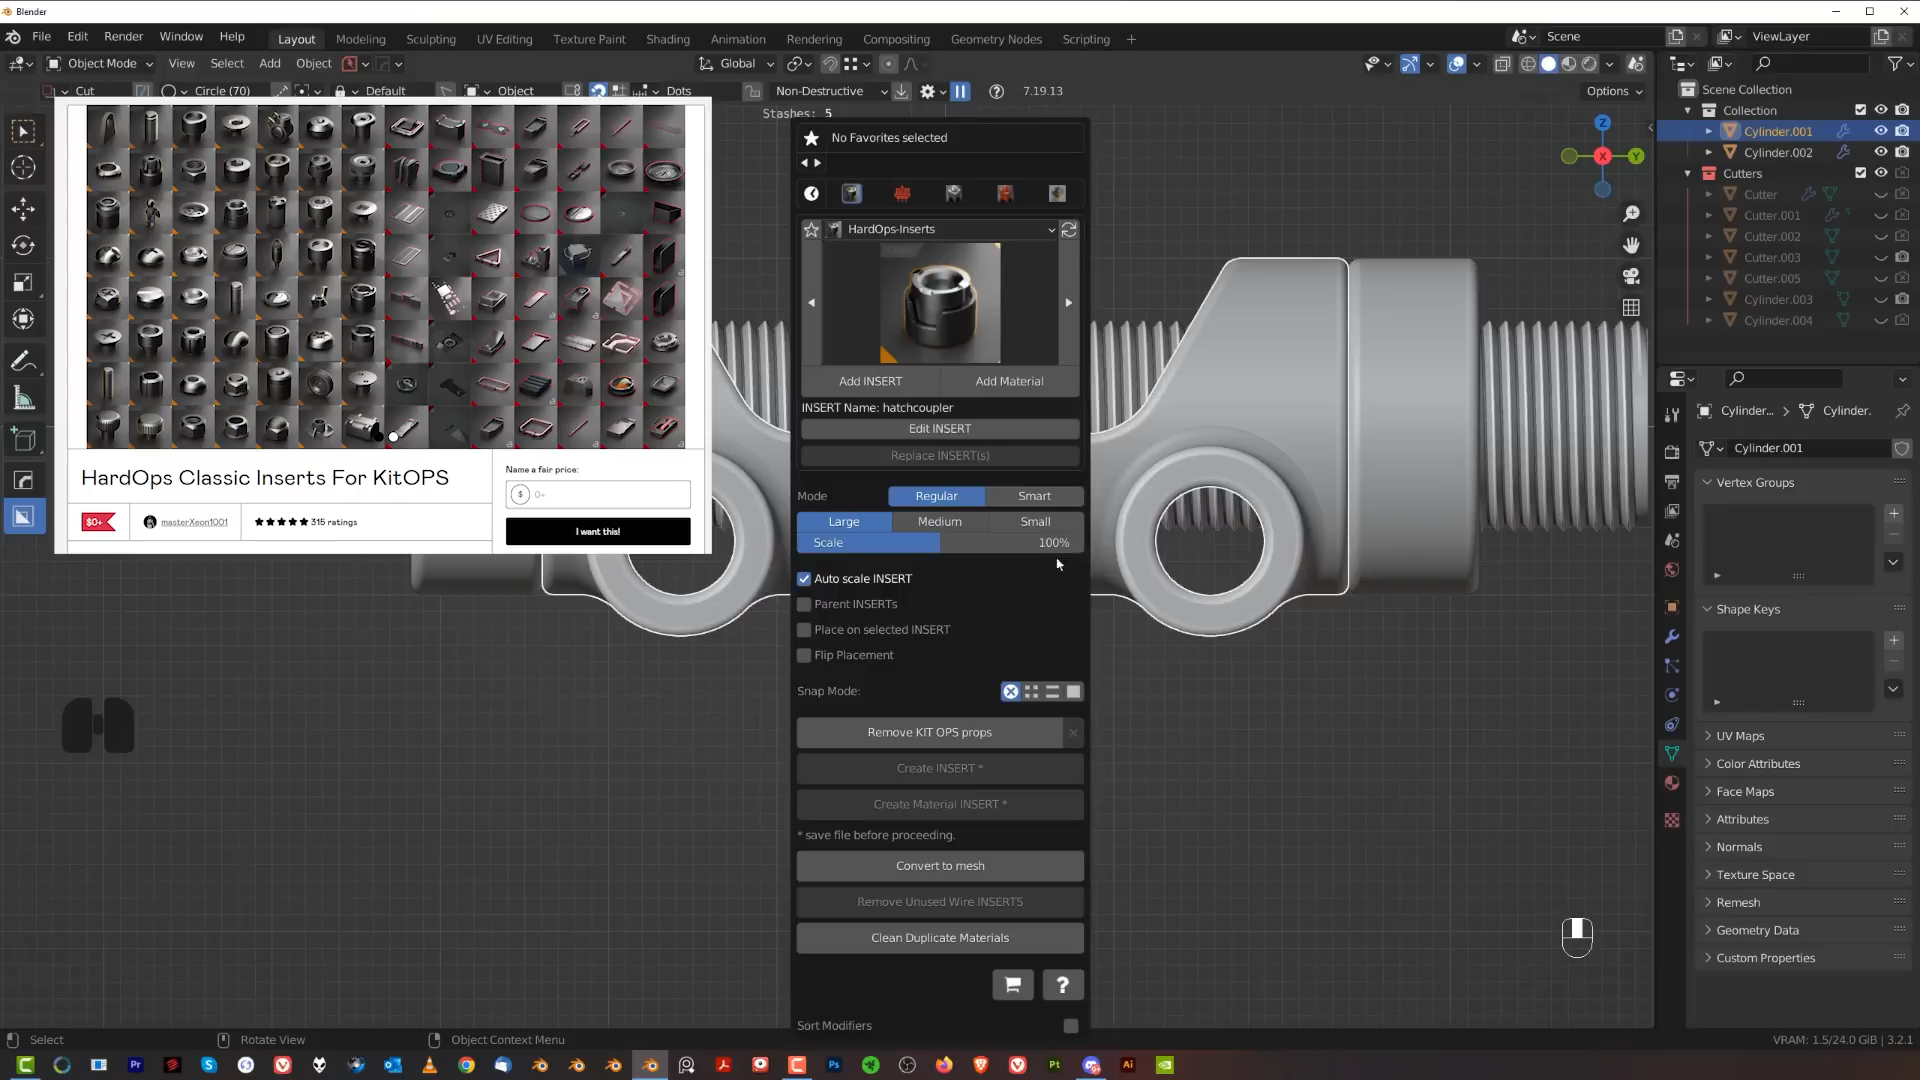 Blender
File Edit Render Window Help
Layout Modeling Sculpting UV Editing Texture Paint Shading Animation Rendering Compositing Geometry Nodes Scripting +
Scene
ViewLayer
Object Mode View Select Add Object
Global
Cut Circle (70) Default Object Dots Non-Destructive 7.19.13
Options
Stashes: 5
No Favorites selected
HardOps-Inserts
Add INSERT Add Material
INSERT Name: hatchcoupler
Edit INSERT
Replace INSERT(s)
Mode Regular Smart
Large Medium Small
Scale 100%
Auto scale INSERT
Parent INSERTs
Place on selected INSERT
Flip Placement
Snap Mode:
Remove KIT OPS props
Create INSERT *
Create Material INSERT *
* save file before proceeding.
Convert to mesh
Remove Unused Wire INSERTS
Clean Duplicate Materials
?
Sort Modifiers
HardOps Classic Inserts For KitOPS
$0+
masterXeon1001
315 ratings
Name a fair price:
$ 0+
I want this!
Z
X
Y
Scene Collection
Collection
Cylinder.001
Cylinder.002
Cutters
Cutter
Cutter.001
Cutter.002
Cutter.003
Cutter.005
Cylinder.003
Cylinder.004
Cylinder... > Cylinder.
Cylinder.001
Vertex Groups
Shape Keys
UV Maps
Color Attributes
Face Maps
Attributes
Normals
Texture Space
Remesh
Geometry Data
Custom Properties
Select Rotate View Object Context Menu
VRAM: 1.5/24.0 GiB | 3.2.1
Pr
Ps
Pt
Ai